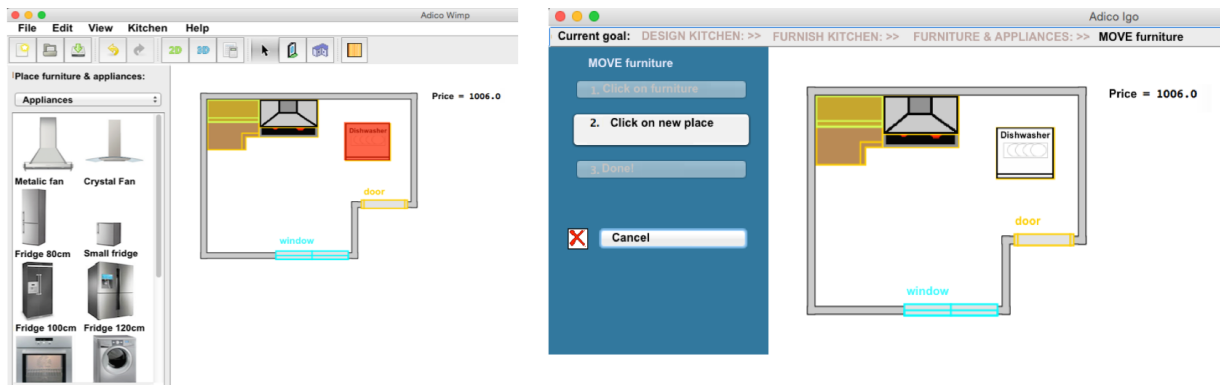 Adico Wimp
File Edit View Kitchen Help
2D 3D
Place furniture & appliances:
Appliances
Metalic fan Crystal Fan
Fridge 80cm Small fridge
Fridge 100cm Fridge 120cm
Price = 1006.0
Dishwasher
door
window
Adico Igo
Current goal: DESIGN KITCHEN: >> FURNISH KITCHEN: >> FURNITURE & APPLIANCES: >> MOVE furniture
MOVE furniture
1. Click on furniture
2. Click on new place
3. Done!
Cancel
Price = 1006.0
Dishwasher
door
window